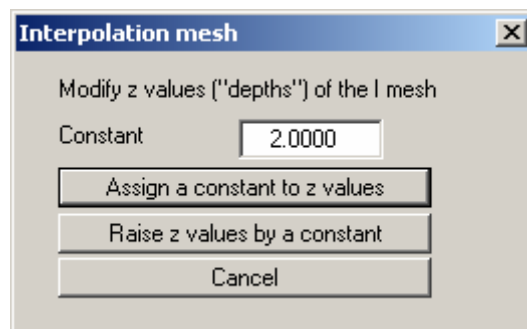 Interpolation mesh
Modify z values ("depths") of the I mesh
Constant 2.0000
Assign a constant to z values
Raise z values by a constant
Cancel